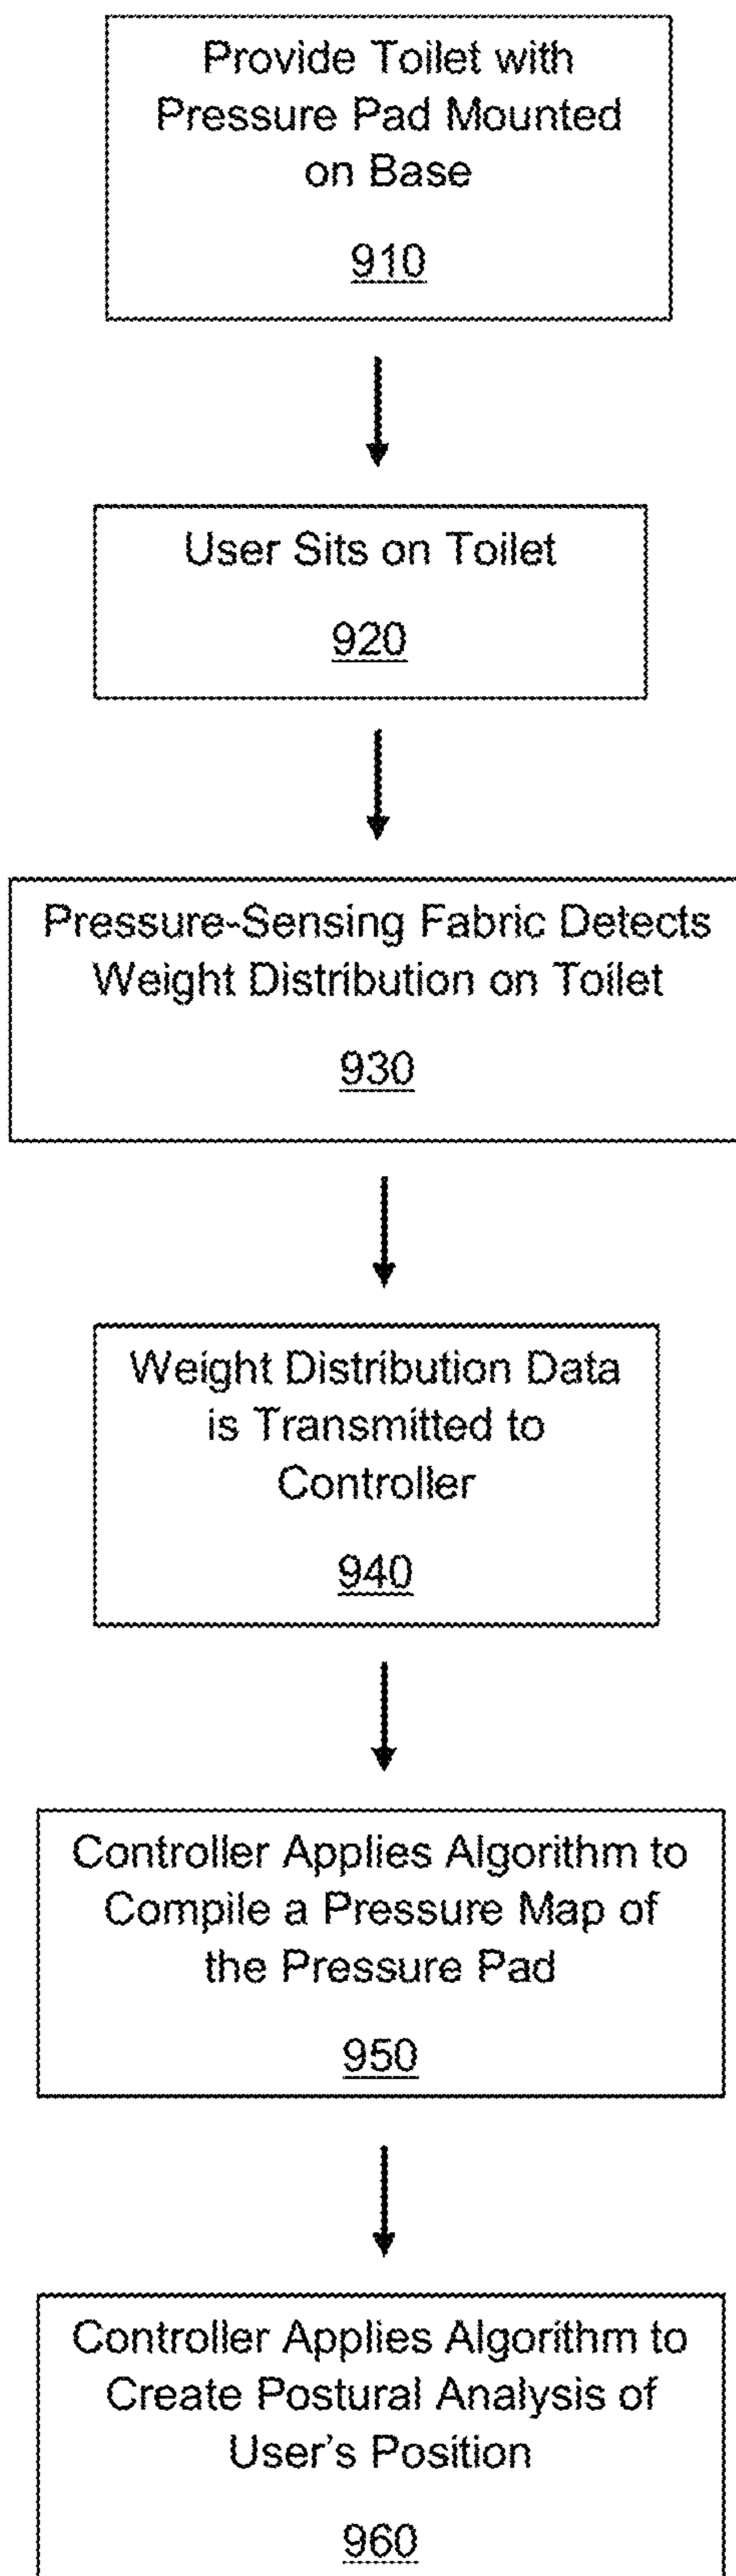 Provide Toilet with
Pressure Pad Mounted
on Base
910
User Sits on Toilet
920
Pressure-Sensing Fabric Detects
Weight Distribution on Toilet
930
Weight Distribution Data
is Transmitted to
Controller
940
Controller Applies Algorithm to
Compile a Pressure Map of
the Pressure Pad
950
Controller Applies Algorithm to
Create Postural Analysis of
User's Position
960